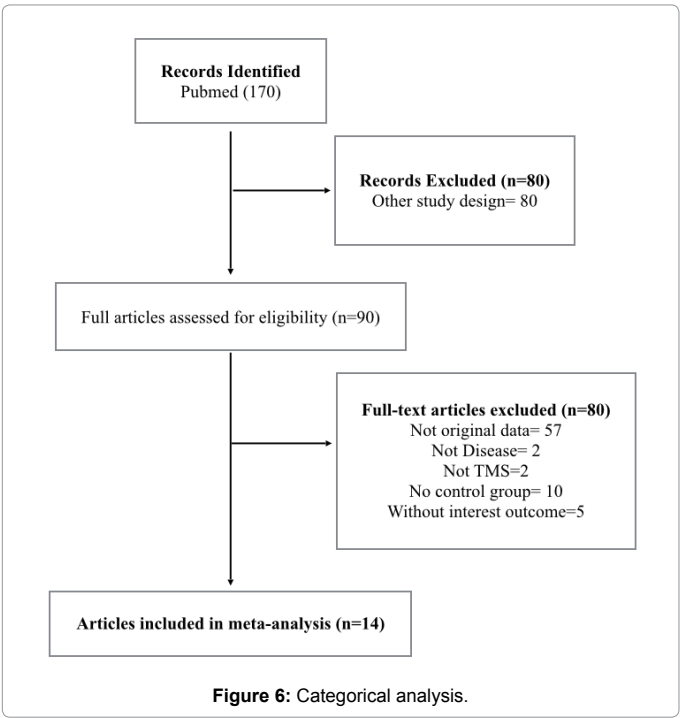 Records Identified
Pubmed (170)
Records Excluded (n=80)
Other study design= 80
Full articles assessed for eligibility (n=90)
Full-text articles excluded (n=80)
Not original data= 57
Not Disease= 2
Not TMS=2
No control group= 10
Without interest outcome=5
Articles included in meta-analysis (n=14)
Figure 6: Categorical analysis.